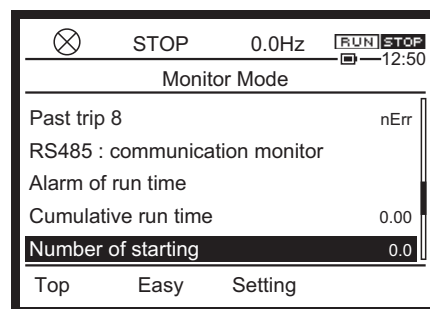 STOP 0.0Hz RUN STOP
12:50
Monitor Mode
Past trip 8 nErr
RS485 : communication monitor
Alarm of run time
Cumulative run time 0.00
Number of starting 0.0
Top Easy Setting